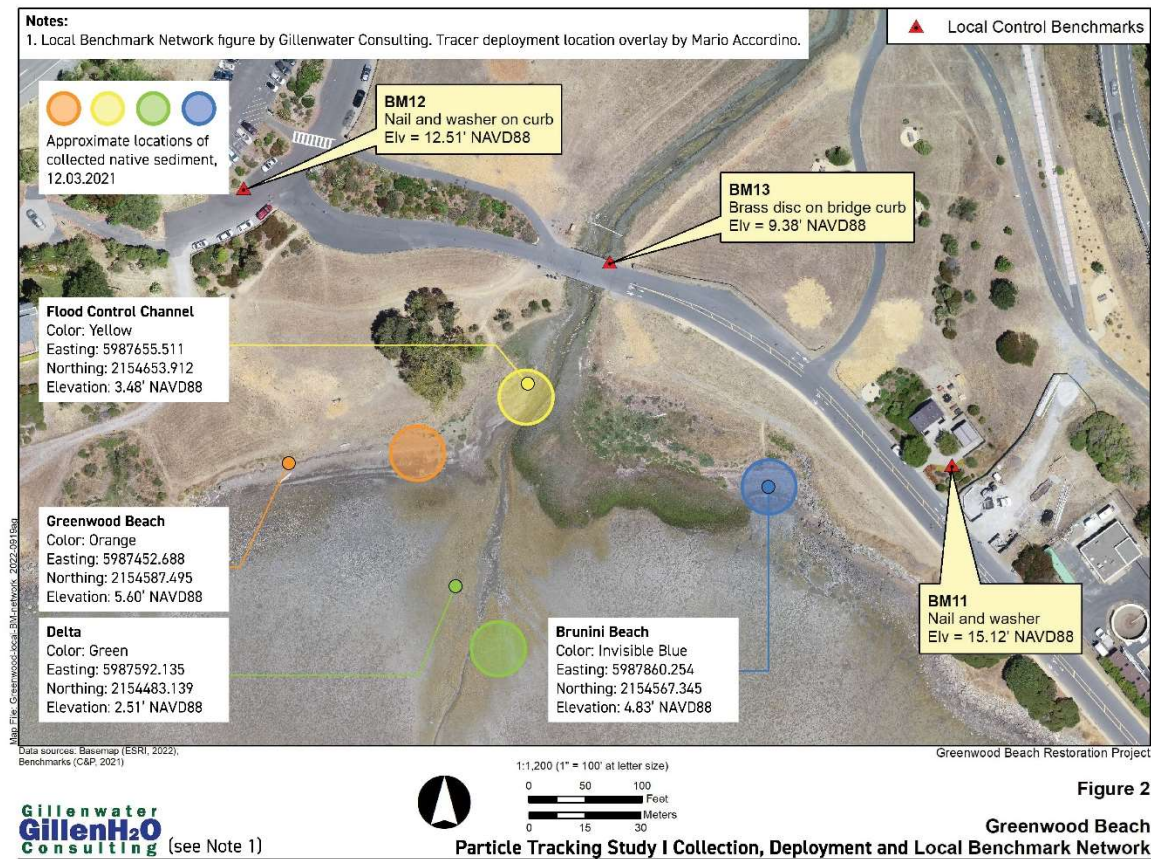 Notes:
1. Local Benchmark Network figure by Gillenwater Consulting. Tracer deployment location overlay by Mario Accordino.
Local Control Benchmarks
Approximate locations of
collected native sediment,
12.03.2021
BM12
Nail and washer on curb
Elv = 12.51' NAVD88
BM13
Brass disc on bridge curb
Elv = 9.38' NAVD88
Flood Control Channel
Color: Yellow
Easting: 5987655.511
Northing: 2154653.912
Elevation: 3.48' NAVD88
Greenwood Beach
Color: Orange
Easting: 5987452.688
Northing: 2154587.495
Elevation: 5.60' NAVD88
Delta
Color: Green
Easting: 5987592.135
Northing: 2154483.139
Elevation: 2.51' NAVD88
Brunini Beach
Color: Invisible Blue
Easting: 5987860.254
Northing: 2154567.345
Elevation: 4.83' NAVD88
BM11
Nail and washer
Elv = 15.12' NAVD88
Map File: Greenwood-local-BM-network_2022-0919ag
Data sources: Basemap (ESRI, 2022),
Benchmarks (C&P, 2021)
Greenwood Beach Restoration Project
1:1,200 (1" = 100' at letter size)
0 50 100
Feet
Meters
0 15 30
Figure 2
Gillenwater
GillenH2O
Consulting (see Note 1)
Greenwood Beach
Particle Tracking Study I Collection, Deployment and Local Benchmark Network